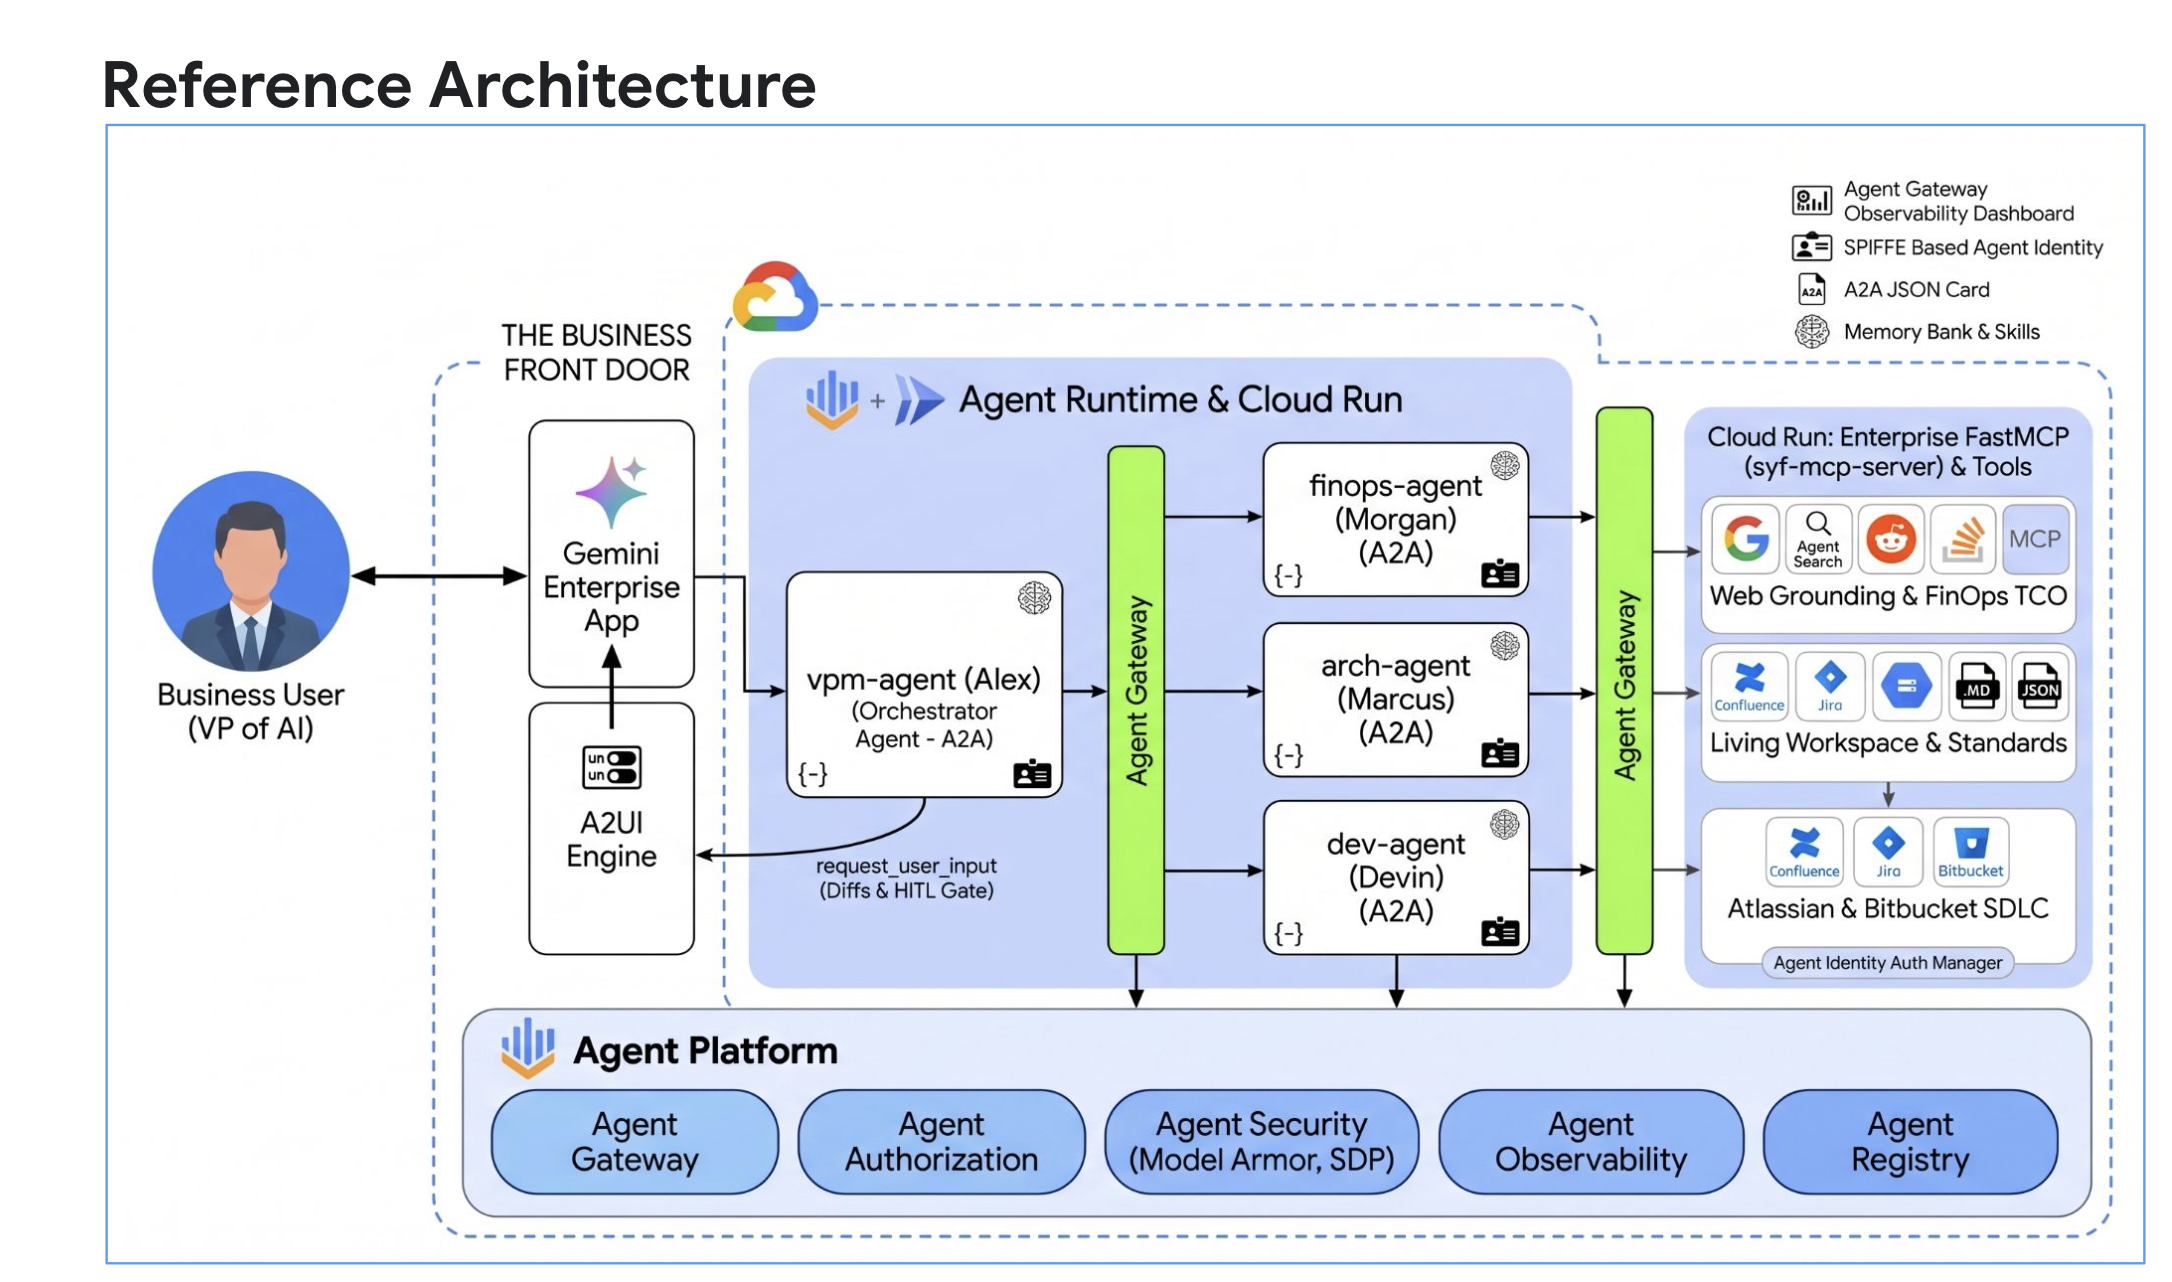 Reference Architecture
Agent Gateway
Observability Dashboard
SPIFFE Based Agent Identity
A2A
A2A JSON Card
Memory Bank & Skills
THE BUSINESS
FRONT DOOR
Gemini
Enterprise
App
Business User
(VP of AI)
un
un
A2UI
Engine
+
Agent Runtime & Cloud Run
vpm-agent (Alex)
(Orchestrator
Agent - A2A)
{-}
request_user_input
(Diffs & HITL Gate)
Agent Gateway
finops-agent
(Morgan)
(A2A)
{-}
arch-agent
(Marcus)
(A2A)
{-}
dev-agent
(Devin)
(A2A)
{-}
Agent Gateway
Cloud Run: Enterprise FastMCP
(syf-mcp-server) & Tools
Agent
Search
MCP
Web Grounding & FinOps TCO
Confluence
Jira
.MD
JSON
Living Workspace & Standards
Confluence
Jira
Bitbucket
Atlassian & Bitbucket SDLC
Agent Identity Auth Manager
Agent Platform
Agent
Gateway
Agent
Authorization
Agent Security
(Model Armor, SDP)
Agent
Observability
Agent
Registry